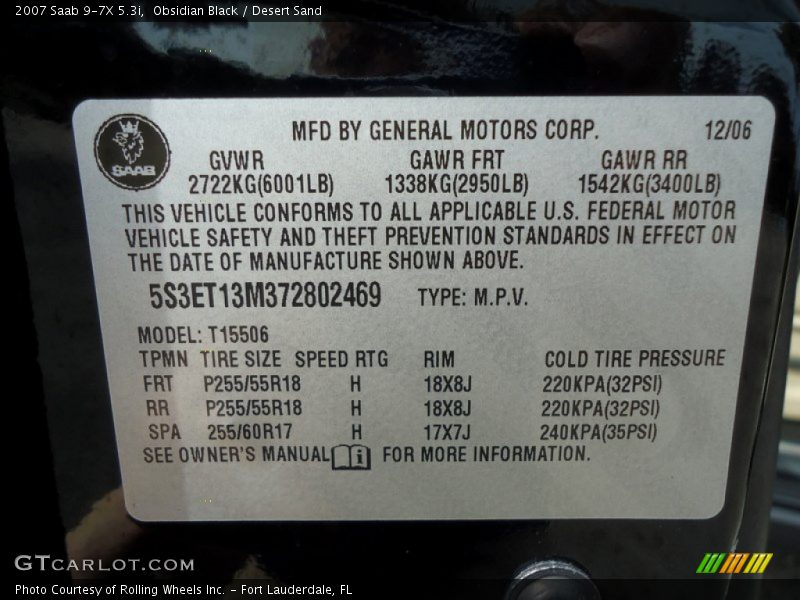 2007 Saab 9-7X 5.3i, Obsidian Black / Desert Sand
MFD BY GENERAL MOTORS CORP. 12/06
SAAB
GVWR GAWR FRT GAWR RR
2722KG(6001LB) 1338KG(2950LB) 1542KG(3400LB)
THIS VEHICLE CONFORMS TO ALL APPLICABLE U.S. FEDERAL MOTOR
VEHICLE SAFETY AND THEFT PREVENTION STANDARDS IN EFFECT ON
THE DATE OF MANUFACTURE SHOWN ABOVE.
5S3ET13M372802469 TYPE: M.P.V.
MODEL: T15506
TPMN TIRE SIZE SPEED RTG RIM COLD TIRE PRESSURE
FRT P255/55R18 H 18X8J 220KPA(32PSI)
RR P255/55R18 H 18X8J 220KPA(32PSI)
SPA 255/60R17 H 17X7J 240KPA(35PSI)
SEE OWNER'S MANUAL i FOR MORE INFORMATION.
GTCARLOT.COM
Photo Courtesy of Rolling Wheels Inc. - Fort Lauderdale, FL